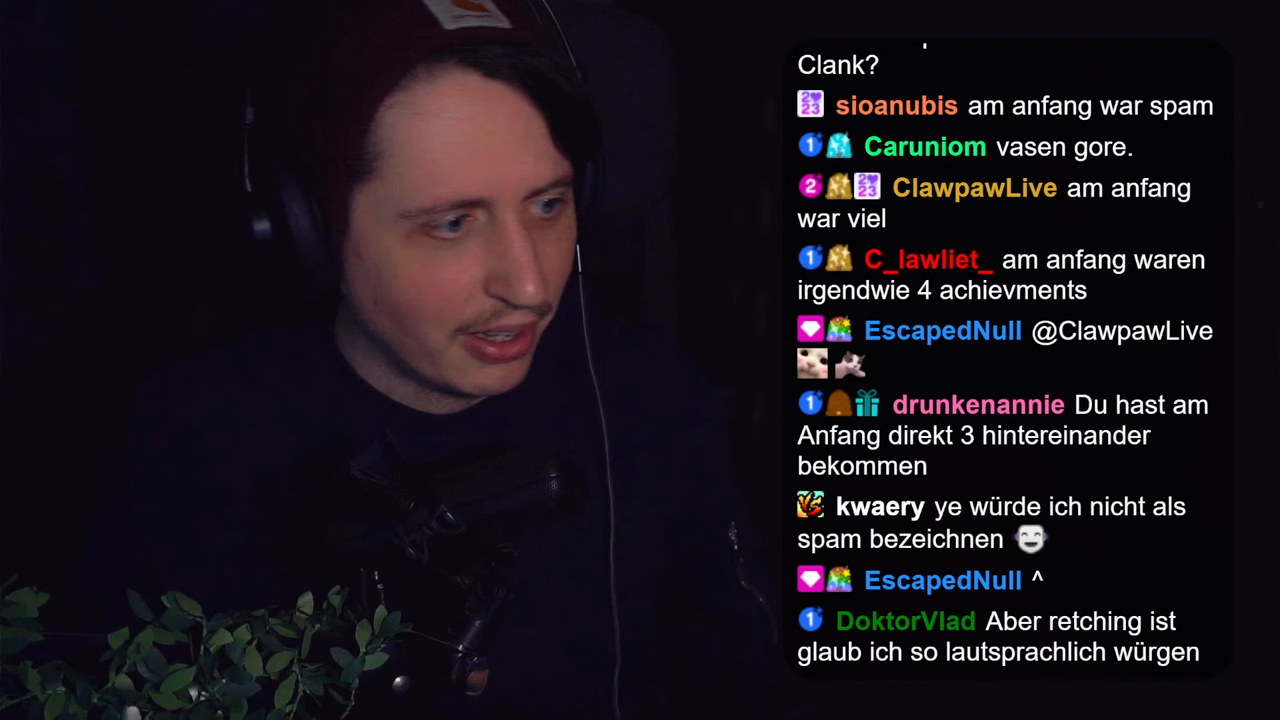 Clank?
sioanubis am anfang war spam
Caruniom vasen gore.
ClawpawLive am anfang
war viel
C_lawliet_ am anfang waren
irgendwie 4 achievments
EscapedNull @ClawpawLive
drunkenannie Du hast am
Anfang direkt 3 hintereinander
bekommen
kwaery ye würde ich nicht als
spam bezeichnen
EscapedNull ^
DoktorVlad Aber retching ist
glaub ich so lautsprachlich würgen